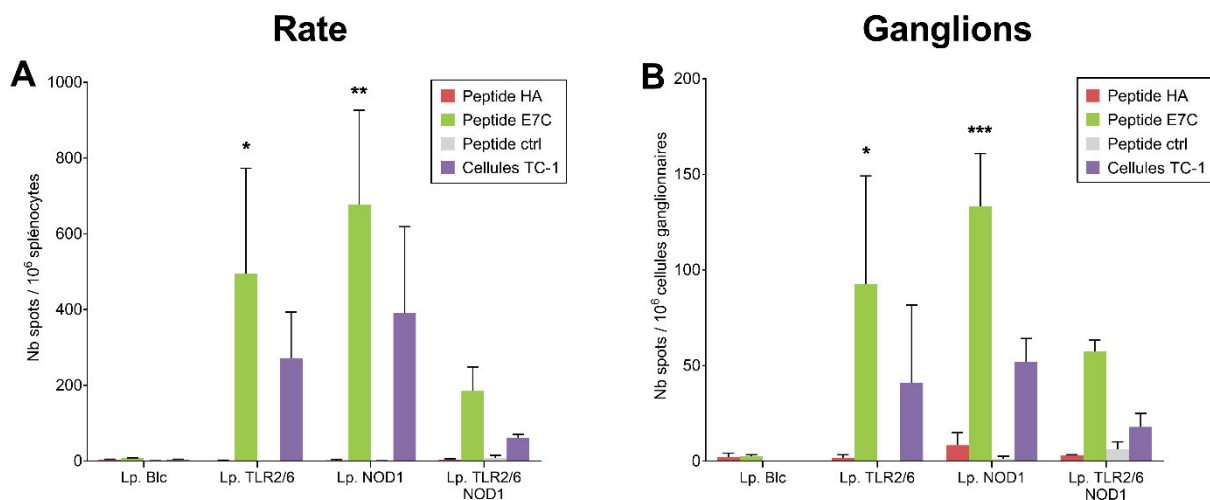 Rate
A
Nb spots / 10⁶ splénocytes
1000
800
600
400
200
0
*
**
Peptide HA
Peptide E7C
Peptide ctrl
Cellules TC-1
Lp. Blc
Lp. TLR2/6
Lp. NOD1
Lp. TLR2/6
NOD1
Ganglions
B
Nb spots / 10⁶ cellules ganglionnaires
200
150
100
50
0
*
***
Peptide HA
Peptide E7C
Peptide ctrl
Cellules TC-1
Lp. Blc
Lp. TLR2/6
Lp. NOD1
Lp. TLR2/6
NOD1